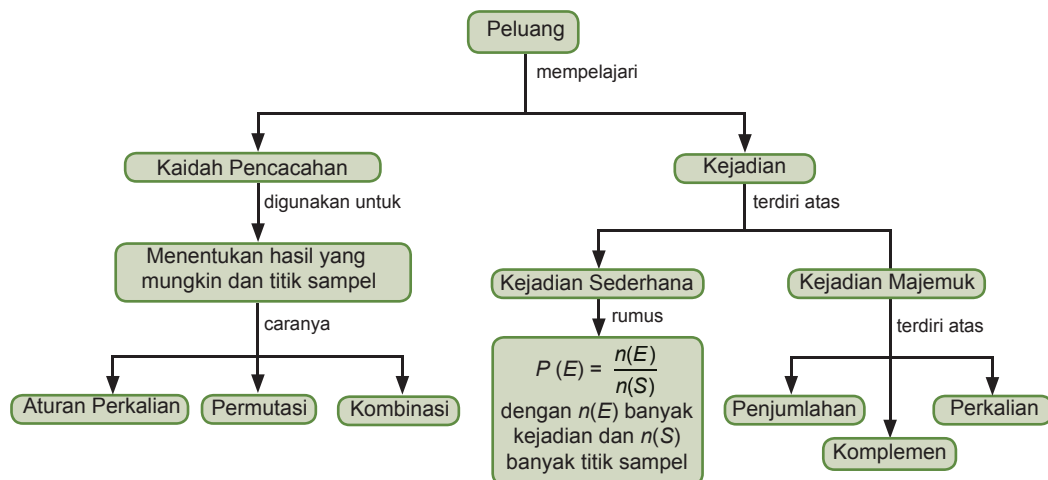 Peluang
mempelajari
Kaidah Pencacahan
Kejadian
digunakan untuk
terdiri atas
Menentukan hasil yang
mungkin dan titik sampel
Kejadian Sederhana
Kejadian Majemuk
caranya
rumus
terdiri atas
Aturan Perkalian
Permutasi
Kombinasi
P (E) = n(E)
n(S)
dengan n(E) banyak
kejadian dan n(S)
banyak titik sampel
Penjumlahan
Perkalian
Komplemen